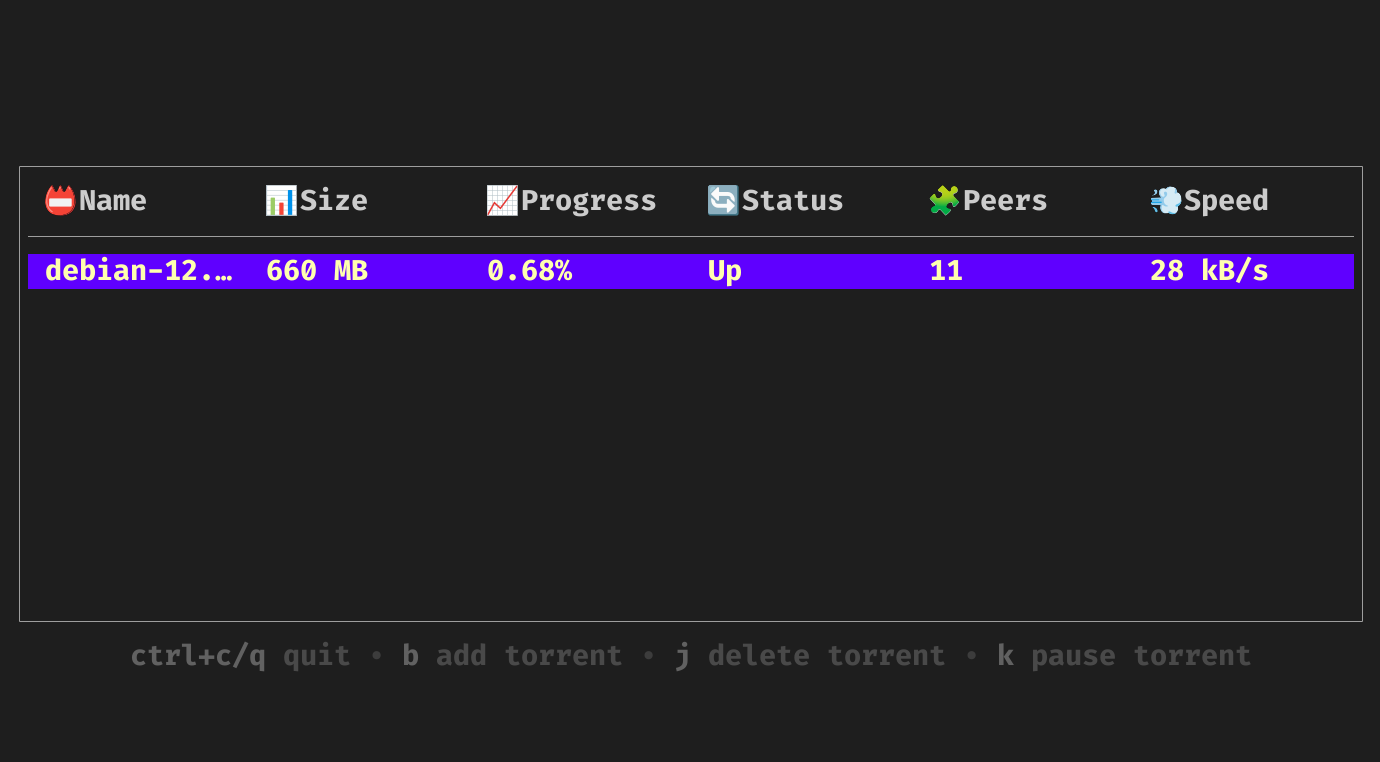 Name Size Progress Status Peers Speed
debian-12.… 660 MB 0.68% Up 11 28 kB/s
ctrl+c/q quit • b add torrent • j delete torrent • k pause torrent